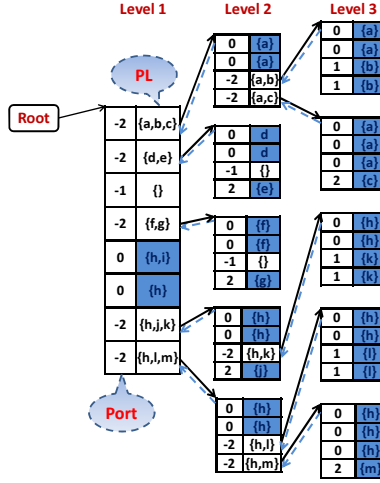 Level 1 Level 2 Level 3
PL
Root
Port
-2 {a,b,c}
-2 {d,e}
-1 {}
-2 {f,g}
0 {h,i}
0 {h}
-2 {h,j,k}
-2 {h,l,m}
0 {a}
0 {a}
-2 {a,b}
-2 {a,c}
0 d
0 d
-1 {}
2 {e}
0 {f}
0 {f}
-1 {}
2 {g}
0 {h}
0 {h}
-2 {h,k}
2 {j}
0 {h}
0 {h}
-2 {h,l}
-2 {h,m}
0 {a}
0 {a}
1 {b}
1 {b}
0 {a}
0 {a}
0 {a}
2 {c}
0 {h}
0 {h}
1 {k}
1 {k}
0 {h}
0 {h}
1 {l}
1 {l}
0 {h}
0 {h}
0 {h}
2 {m}